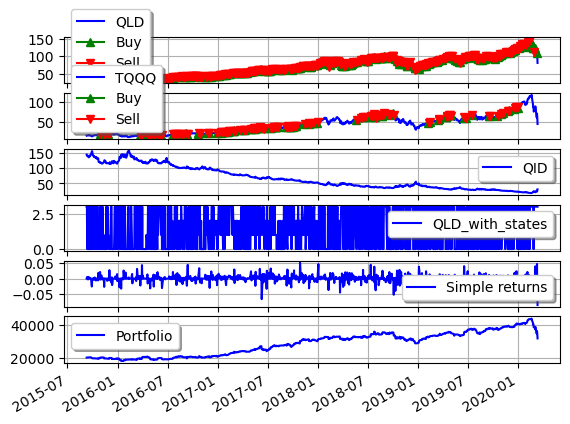 QLD
Buy
Sell
150
100
50
TQQQ
Buy
Sell
100
50
QID
150
100
50
QLD_with_states
2.5
0.0
Simple returns
0.05
0.00
−0.05
Portfolio
40000
20000
2015-07 2016-01 2016-07 2017-01 2017-07 2018-01 2018-07 2019-01 2019-07 2020-01